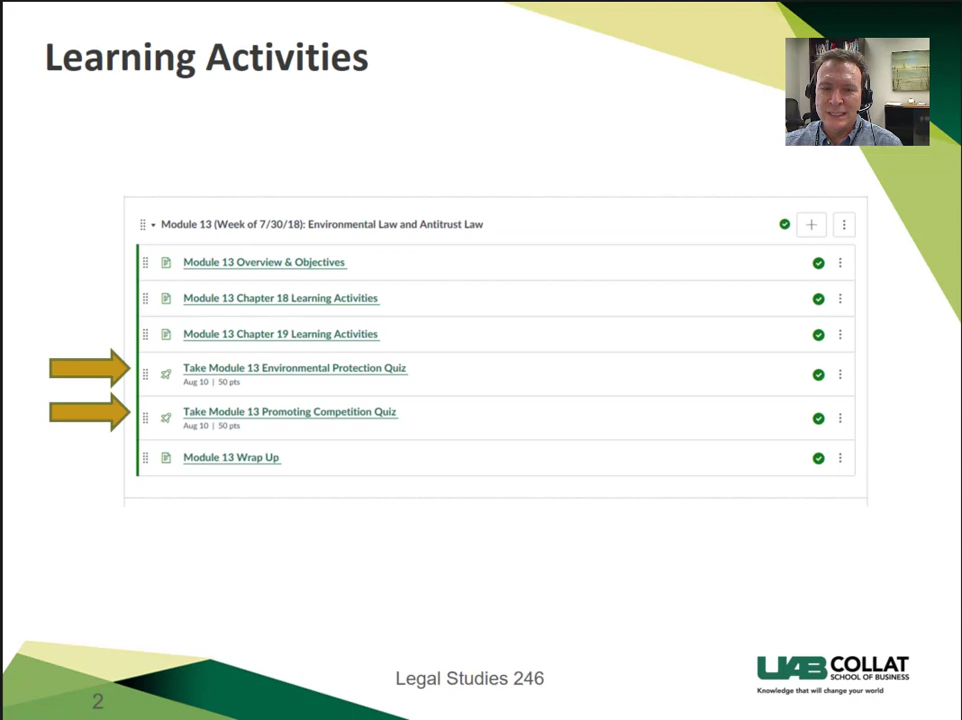 Learning Activities
Module 13 (Week of 7/30/18): Environmental Law and Antitrust Law
Module 13 Overview & Objectives
Module 13 Chapter 18 Learning Activities
Module 13 Chapter 19 Learning Activities
Take Module 13 Environmental Protection Quiz
Aug 10 | 50 pts
Take Module 13 Promoting Competition Quiz
Aug 10 | 50 pts
Module 13 Wrap Up
Legal Studies 246
UAB COLLAT
SCHOOL OF BUSINESS
Knowledge that will change your world
2